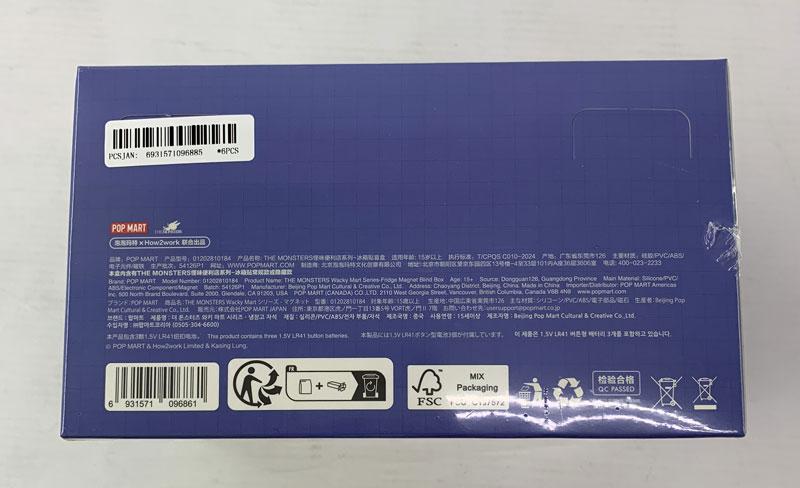 PCSJAN: 6931571096885 *6PCS
POP MART
THE MONSTERS
泡泡玛特×How2work 联合出品
品牌：POP MART 产品型号：01202810184 产品名称：THE MONSTERS怪味便利店系列-冰箱贴盲盒 适用年龄：15岁以上 执行标准：T/CPQS C010-2024 产地：广东省东莞市126 主要材质：硅胶/PVC/ABS/
电子元件/磁铁 生产批次：54126P1 网址：WWW.POPMART.COM 制造商：北京泡泡玛特文化创意有限公司 地址：北京市朝阳区望京东园四区13号楼-4至33层101内A座36层3606室 电话：400-023-2233
本盒内含有THE MONSTERS怪味便利店系列-冰箱贴常规款或隐藏款
Brand: POP MART Model Number: 01202810184 Product Name: THE MONSTERS Wacky Mart Series-Fridge Magnet Blind Box Age: 15+ Source: Dongguan126, Guangdong Province Main Material: Silicone/PVC/
ABS/Electronic Component/Magnet Batch: 54126P1 Manufacturer: Beijing Pop Mart Cultural & Creative Co., Ltd. Address: Chaoyang District, Beijing, China. Made in China Importer/Distributor: POP MART Americas
Inc. 500 North Brand Boulevard, Suite 2000, Glendale, CA 91203, USA POP MART (CANADA) CO. LTD. 2110 West Georgia Street, Vancouver, British Columbia, Canada V6B 4N8 www.popmart.com
ブランド：POP MART 商品名：THE MONSTERS Wacky Mart シリーズ・マグネット 型番：01202810184 対象年齢：15歳以上 生産地：中国広東省東莞市126 主な材質：シリコーン/PVC/ABS/電子部品/磁石 生産者：Beijing Pop
Mart Cultural & Creative Co., Ltd. 販売元：株式会社POP MART JAPAN 住所：東京都港区虎ノ門一丁目13番5号 VORT虎ノ門II 7階 お問い合わせ先：usersupport@popmart.co.jp
브랜드: 팝마트 제품명: 더 몬스터즈 와키 마트 시리즈 - 냉장고 자석 재질: 실리콘/PVC/ABS/전자 부품/자석 제조국명: 중국 사용연령: 15세이상 제조자명: Beijing Pop Mart Cultural & Creative Co., Ltd.
수입자명: ㈜팝마트코리아 (0505-304-6600)
本产品包含3颗1.5V LR41纽扣电池。 This product contains three 1.5V LR41 button batteries. 本製品には1.5V LR41ボタン型電池3個が付属しています。 이 제품은 1.5V LR41 버튼형 배터리 3개를 포함하고 있습니다.
© POP MART & How2work Limited & Kasing Lung.
6 931571 096861
FR
+
FSC
MIX
Packaging
FSC C137672
检验合格
QC PASSED